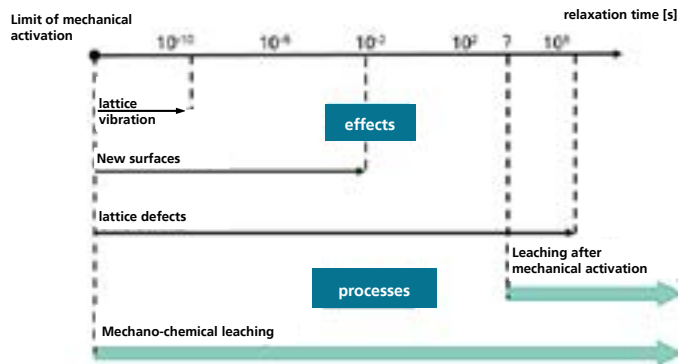 relaxation time [s]
Limit of mechanical
activation
10⁻¹⁰ 10⁻⁶ 10⁻² 10² 7
lattice
vibration
effects
New surfaces
lattice defects
Leaching after
mechanical activation
processes
Mechano-chemical leaching